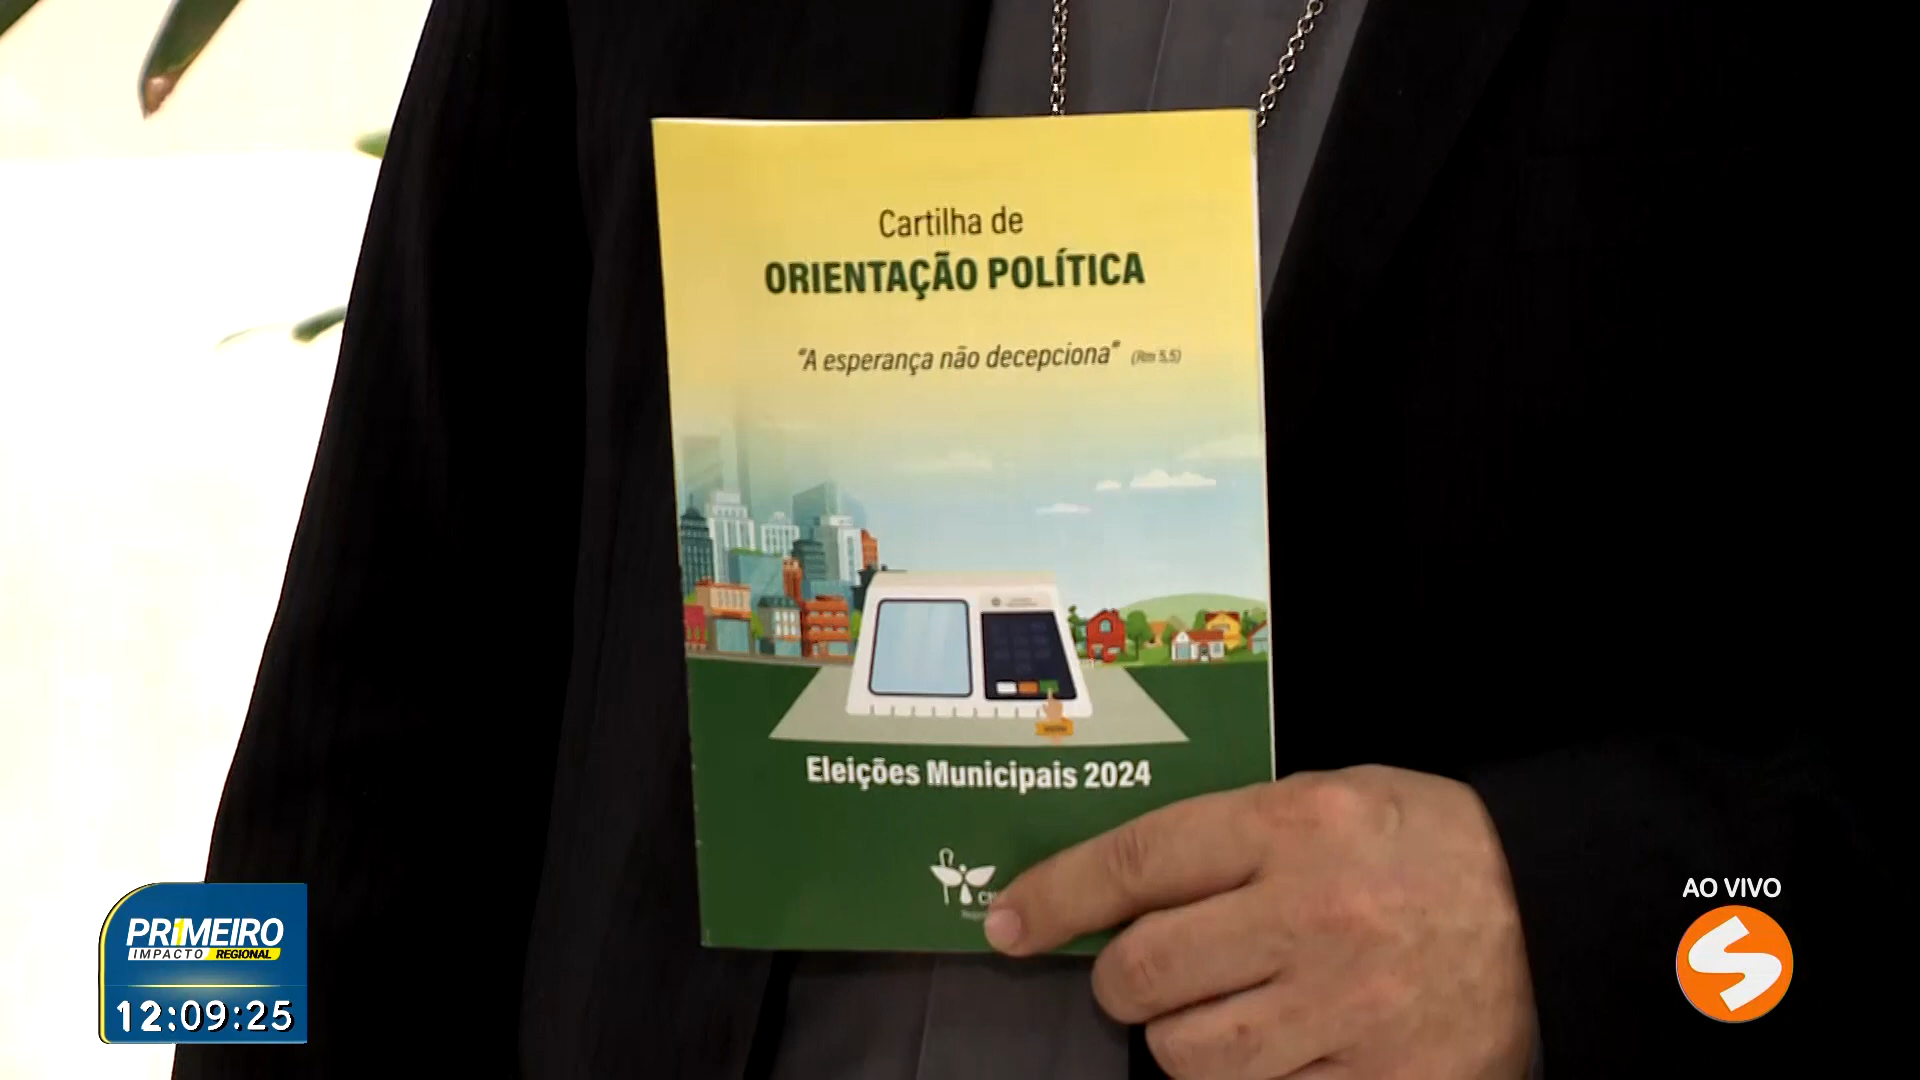 Cartilha de
ORIENTAÇÃO POLÍTICA
"A esperança não decepciona" (Rm 5,5)
Eleições Municipais 2024
PR1MEIRO
IMPACTO REGIONAL
12:09:25
AO VIVO